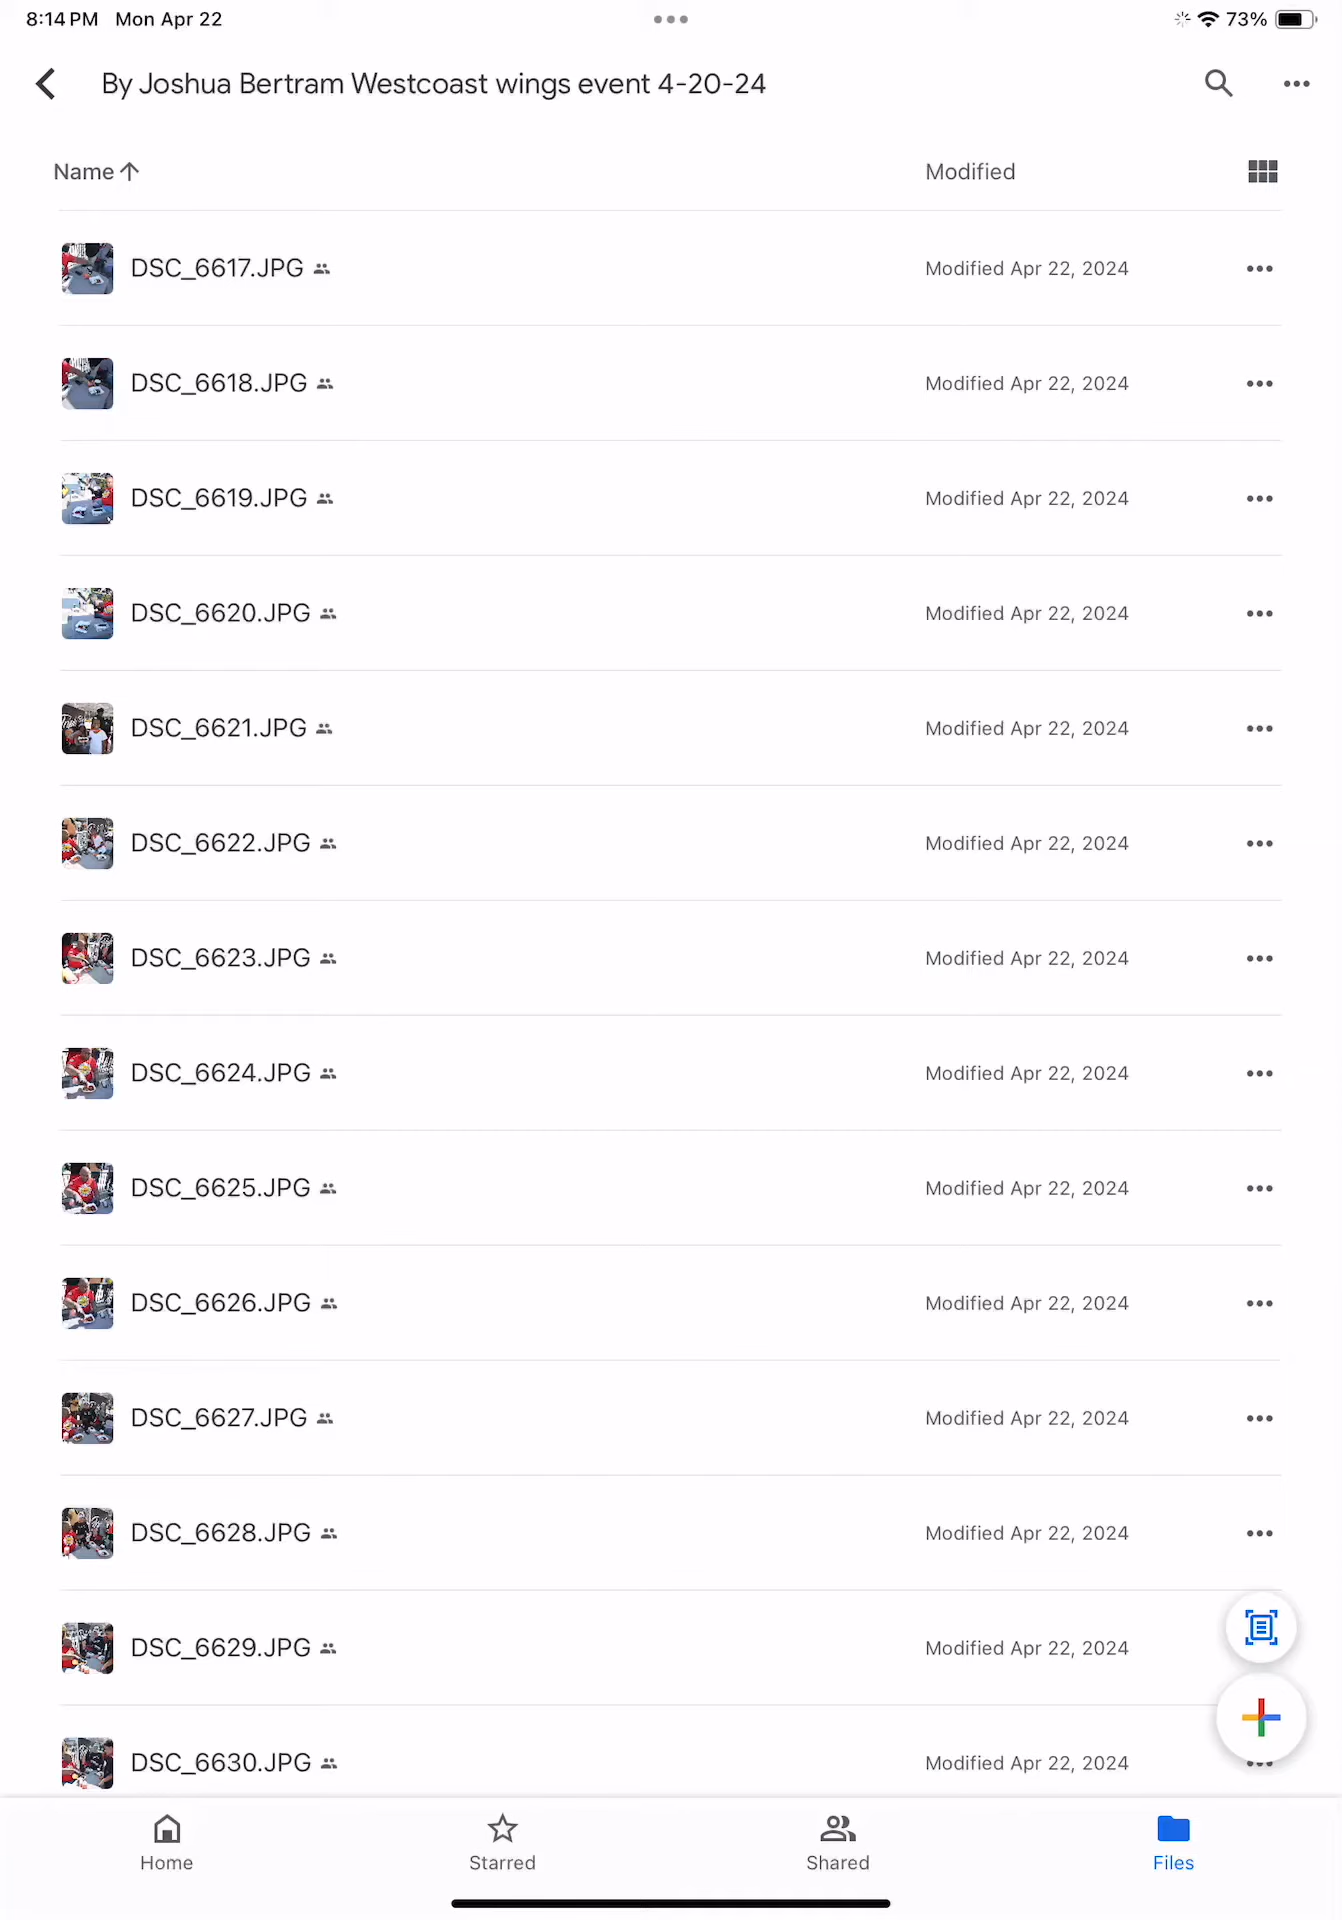 8:14 PM Mon Apr 22
73%
By Joshua Bertram Westcoast wings event 4-20-24
Name Modified
DSC_6617.JPG Modified Apr 22, 2024
DSC_6618.JPG Modified Apr 22, 2024
DSC_6619.JPG Modified Apr 22, 2024
DSC_6620.JPG Modified Apr 22, 2024
DSC_6621.JPG Modified Apr 22, 2024
DSC_6622.JPG Modified Apr 22, 2024
DSC_6623.JPG Modified Apr 22, 2024
DSC_6624.JPG Modified Apr 22, 2024
DSC_6625.JPG Modified Apr 22, 2024
DSC_6626.JPG Modified Apr 22, 2024
DSC_6627.JPG Modified Apr 22, 2024
DSC_6628.JPG Modified Apr 22, 2024
DSC_6629.JPG Modified Apr 22, 2024
DSC_6630.JPG Modified Apr 22, 2024
Home Starred Shared Files